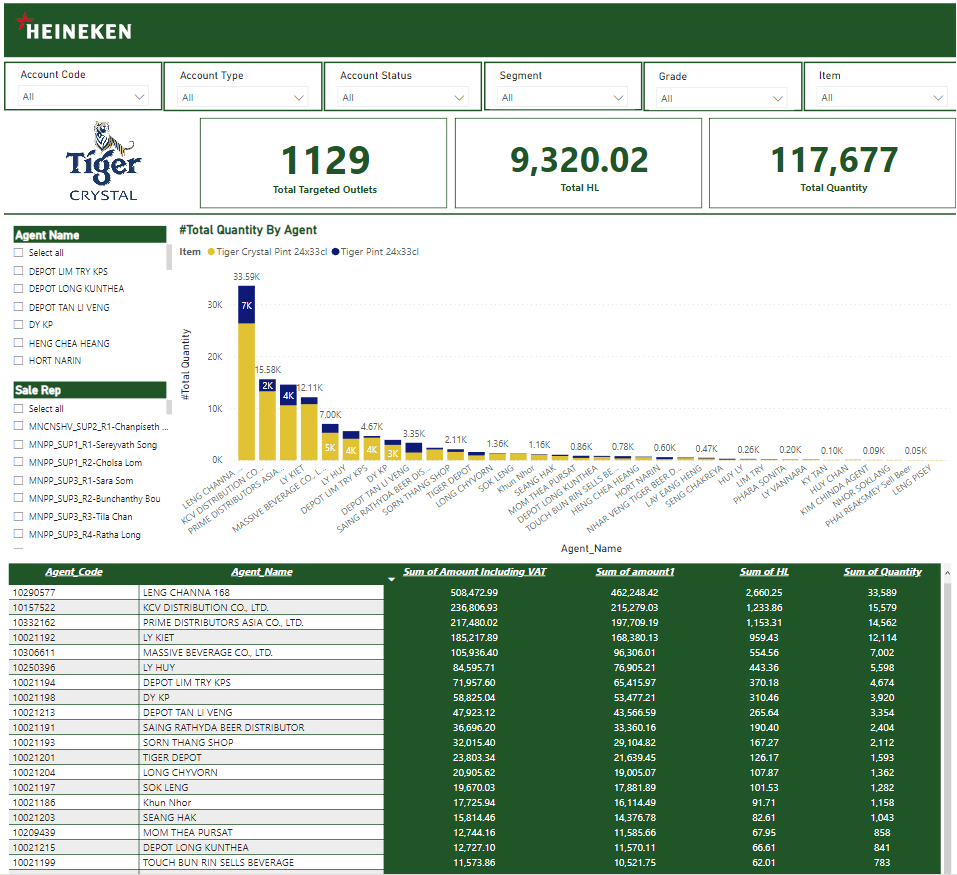 HEINEKEN
Account Code Account Type Account Status Segment Grade Item
All All All All All All
Tiger
CRYSTAL
1129
Total Targeted Outlets
9,320.02
Total HL
117,677
Total Quantity
Agent Name
Select all
DEPOT LIM TRY KPS
DEPOT LONG KUNTHEA
DEPOT TAN LI VENG
DY KP
HENG CHEA HEANG
HORT NARIN
Sale Rep
Select all
MNCNSHV_SUP2_R1-Chanpiseth ...
MNPP_SUP1_R1-Sereyvath Song
MNPP_SUP1_R2-Cholsa Lom
MNPP_SUP3_R1-Sara Som
MNPP_SUP3_R2-Bunchanthy Bou
MNPP_SUP3_R3-Tila Chan
MNPP_SUP3_R4-Ratha Long
#Total Quantity By Agent
Item Tiger Crystal Pint 24x33cl Tiger Pint 24x33cl
#Total Quantity
30K
20K
10K
0K
33.59K 15.58K 12.11K 7.00K 4.67K 3.35K 2.11K 1.36K 1.16K 0.86K 0.78K 0.60K 0.47K 0.26K 0.20K 0.10K 0.09K 0.05K
7K 2K 4K 5K 4K 4K 3K
LENG CHANNA ...
KCV DISTRIBUTION CO...
PRIME DISTRIBUTORS ASIA...
LY KIET
MASSIVE BEVERAGE CO., L...
LY HUY
DEPOT LIM TRY KPS
DY KP
DEPOT TAN LI VENG
SAING RATHYDA BEER DIS...
SORN THANG SHOP
TIGER DEPOT
LONG CHYVORN
SOK LENG
Khun Nhor
SEANG HAK
MOM THEA PURSAT
DEPOT LONG KUNTHEA
TOUCH BUN RIN SELLS BE...
HENG CHEA HEANG
HORT NARIN
NHAR VENG TIGER BEER D...
LAY EANG HENG
SENG CHAKREYA
HUY LY
LIM TRY
PHARA SONITA
LY VANNARA
KY TAN
HUY CHAN
KIM CHINDA AGENT
NHOR SOKLANG
PHAI REAKSMEY Sell Beer
LENG PISEY
Agent_Name
Agent_Code Agent_Name Sum of Amount Including VAT Sum of amount1 Sum of HL Sum of Quantity
10290577 LENG CHANNA 168 508,472.99 462,248.42 2,660.25 33,589
10157522 KCV DISTRIBUTION CO., LTD. 236,806.93 215,279.03 1,233.86 15,579
10332162 PRIME DISTRIBUTORS ASIA CO., LTD. 217,480.02 197,709.19 1,153.31 14,562
10021192 LY KIET 185,217.89 168,380.13 959.43 12,114
10306611 MASSIVE BEVERAGE CO., LTD. 105,936.40 96,306.01 554.56 7,002
10250396 LY HUY 84,595.71 76,905.21 443.36 5,598
10021194 DEPOT LIM TRY KPS 71,957.60 65,415.97 370.18 4,674
10021198 DY KP 58,825.04 53,477.21 310.46 3,920
10021213 DEPOT TAN LI VENG 47,923.12 43,566.59 265.64 3,354
10021191 SAING RATHYDA BEER DISTRIBUTOR 36,696.20 33,360.16 190.40 2,404
10021193 SORN THANG SHOP 32,015.40 29,104.82 167.27 2,112
10021201 TIGER DEPOT 23,803.34 21,639.45 126.17 1,593
10021204 LONG CHYVORN 20,905.62 19,005.07 107.87 1,362
10021197 SOK LENG 19,670.03 17,881.89 101.53 1,282
10021186 Khun Nhor 17,725.94 16,114.49 91.71 1,158
10021203 SEANG HAK 15,814.46 14,376.78 82.61 1,043
10209439 MOM THEA PURSAT 12,744.16 11,585.66 67.95 858
10021215 DEPOT LONG KUNTHEA 12,727.10 11,570.11 66.61 841
10021199 TOUCH BUN RIN SELLS BEVERAGE 11,573.86 10,521.75 62.01 783